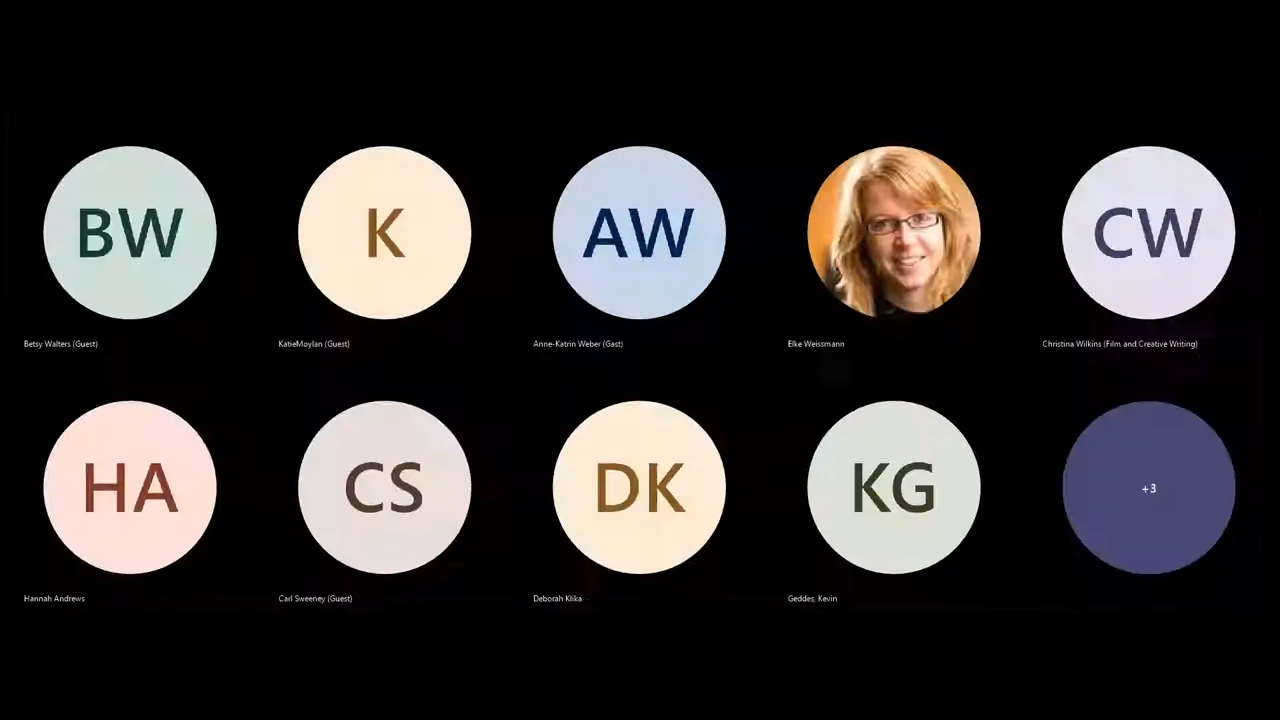 BW
K
AW
CW
Betsy Walters (Guest)
KatieMoylan (Guest)
Anne-Katrin Weber (Gast)
Elke Weissmann
Christina Wilkins (Film and Creative Writing)
HA
CS
DK
KG
+3
Hannah Andrews
Carl Sweeney (Guest)
Deborah Klika
Geddes, Kevin